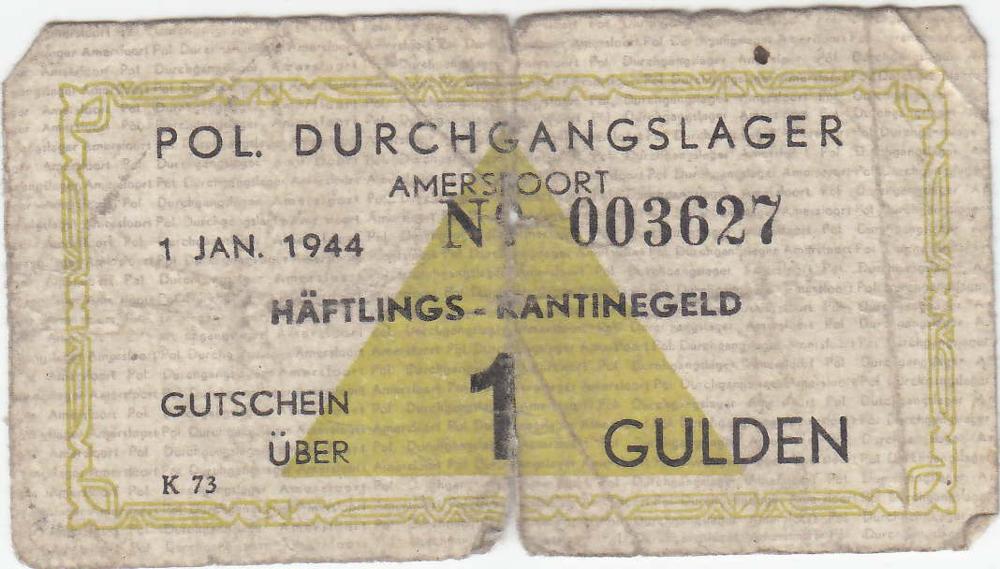 POL. DURCHGANGSLAGER
AMERSFOORT
Nº 003627
1 JAN. 1944
HÄFTLINGS-KANTINEGELD
GUTSCHEIN
ÜBER
1
GULDEN
K 73